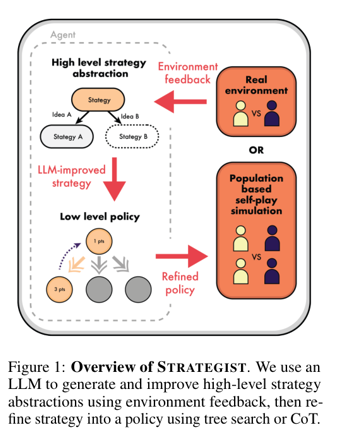 Agent
High level strategy
abstraction
Stategy
Idea A
Idea B
Stategy A
Stategy B
Environment
feedback
Real
environment
VS
OR
LLM-improved
strategy
Population
based
self-play
simulation
VS
Low level policy
1 pts
3 pts
Refined
policy
Figure 1: Overview of STRATEGIST. We use an
LLM to generate and improve high-level strategy
abstractions using environment feedback, then re-
fine strategy into a policy using tree search or CoT.